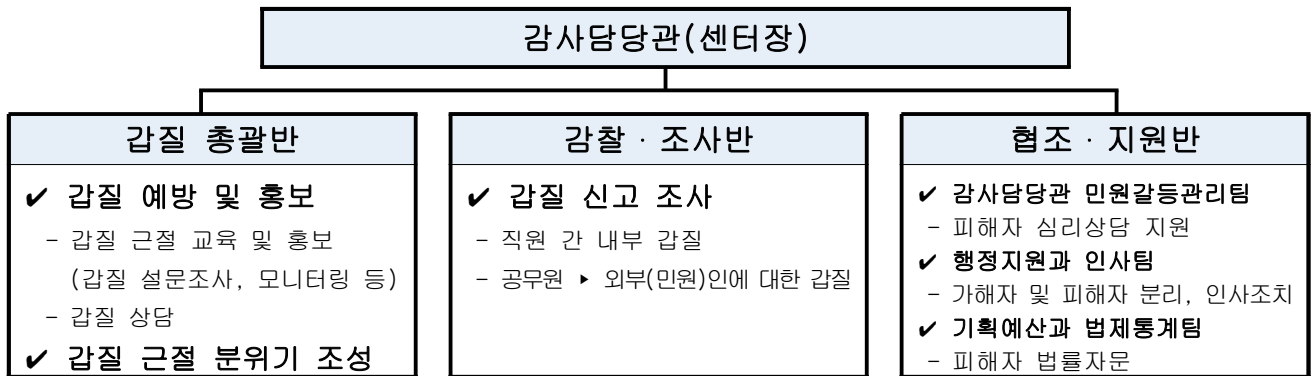 감사담당관(센터장)
갑질 총괄반
✔ 갑질 예방 및 홍보
- 갑질 근절 교육 및 홍보
(갑질 설문조사, 모니터링 등)
- 갑질 상담
✔ 갑질 근절 분위기 조성
감찰 · 조사반
✔ 갑질 신고 조사
- 직원 간 내부 갑질
- 공무원 ▶ 외부(민원)인에 대한 갑질
협조 · 지원반
✔ 감사담당관 민원갈등관리팀
- 피해자 심리상담 지원
✔ 행정지원과 인사팀
- 가해자 및 피해자 분리, 인사조치
✔ 기획예산과 법제통계팀
- 피해자 법률자문